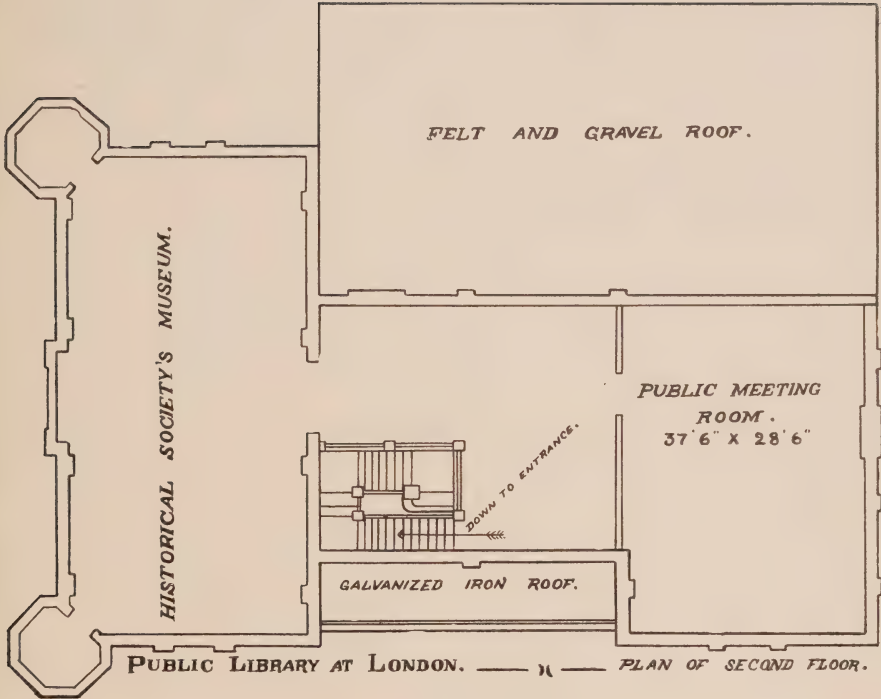 FELT AND GRAVEL ROOF.
HISTORICAL SOCIETY'S MUSEUM.
PUBLIC MEETING
ROOM.
37'6" X 28'6"
DOWN TO ENTRANCE.
GALVANIZED IRON ROOF.
PUBLIC LIBRARY AT LONDON. — PLAN OF SECOND FLOOR.